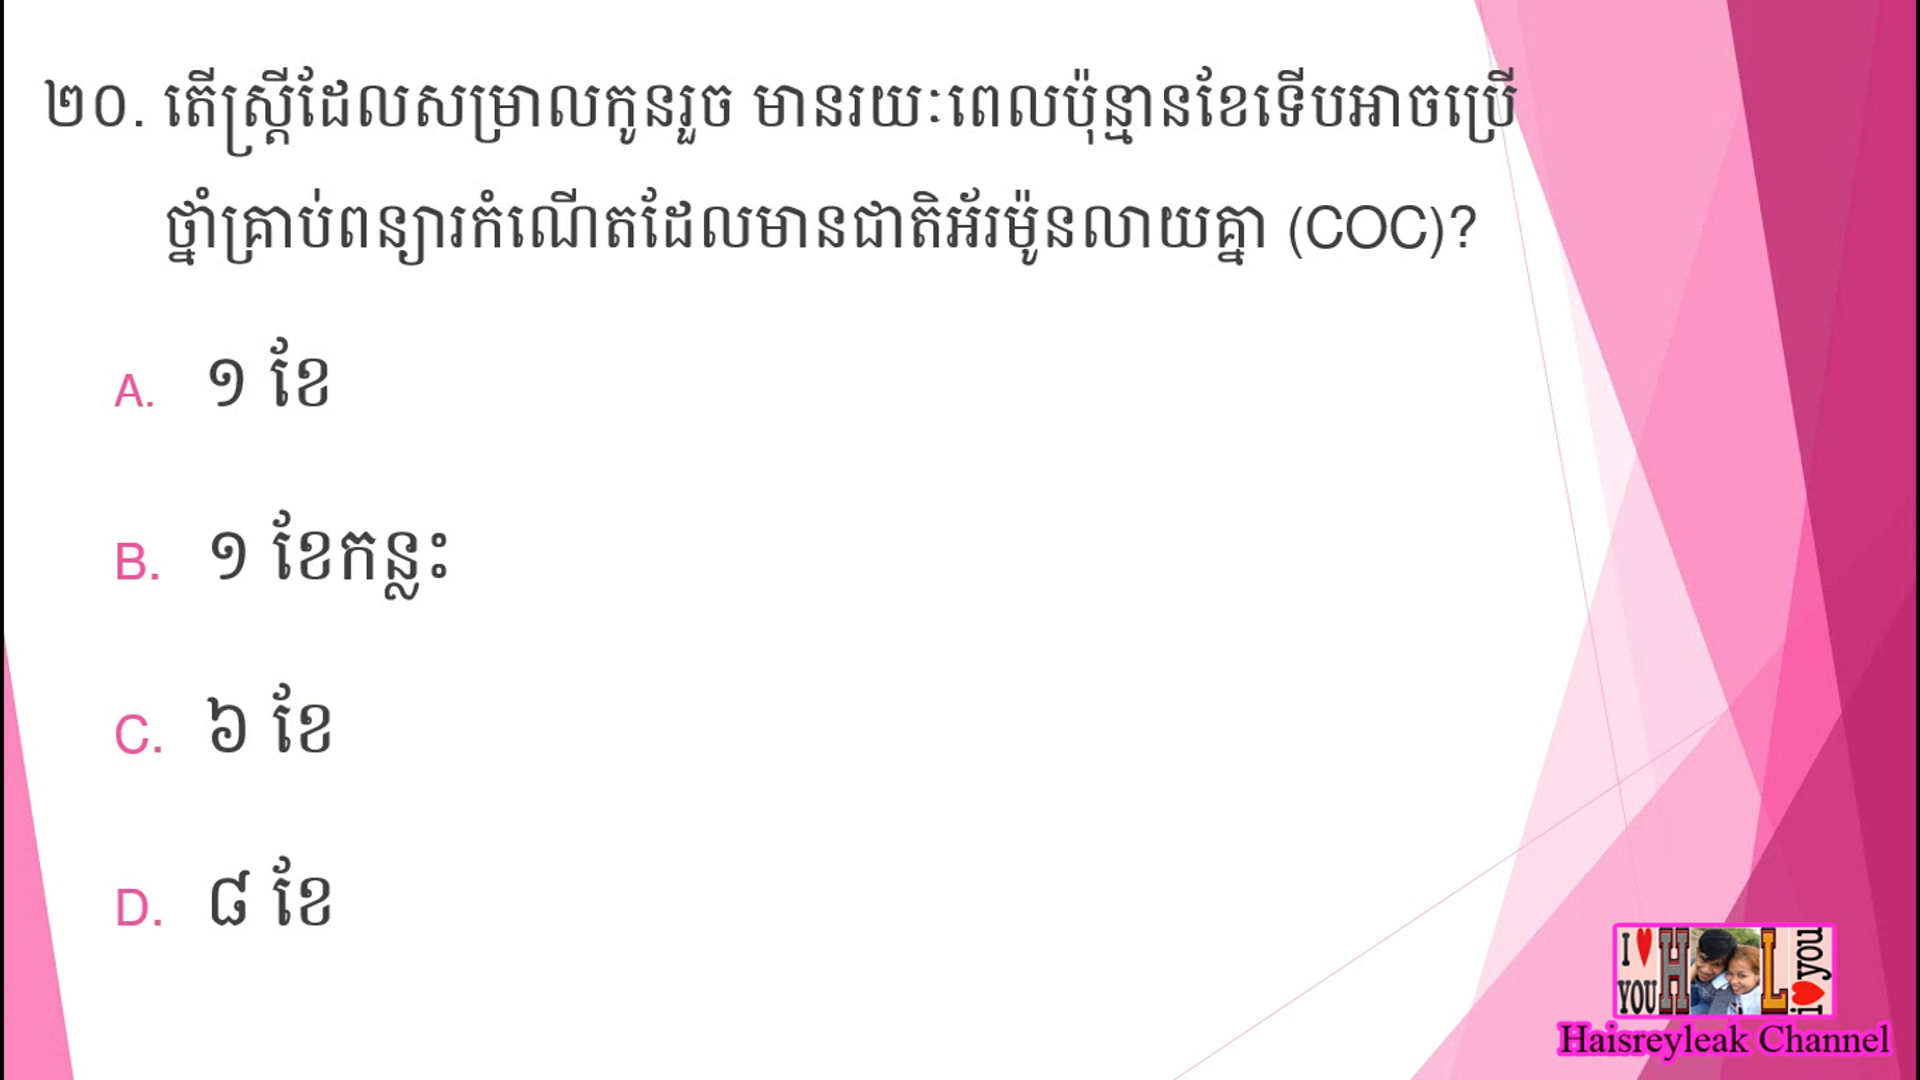 ២០. តើស្ត្រីដែលសម្រាលកូនរួច មានរយៈពេលប៉ុន្មានខែទើបអាចប្រើ
ថ្នាំគ្រាប់ពន្យារកំណើតដែលមានជាតិអ័រម៉ូនលាយគ្នា (COC)?
A. ១ ខែ
B. ១ ខែកន្លះ
C. ៦ ខែ
D. ៨ ខែ
I ♥ YOU H L i ♥ you
Haisreyleak Channel